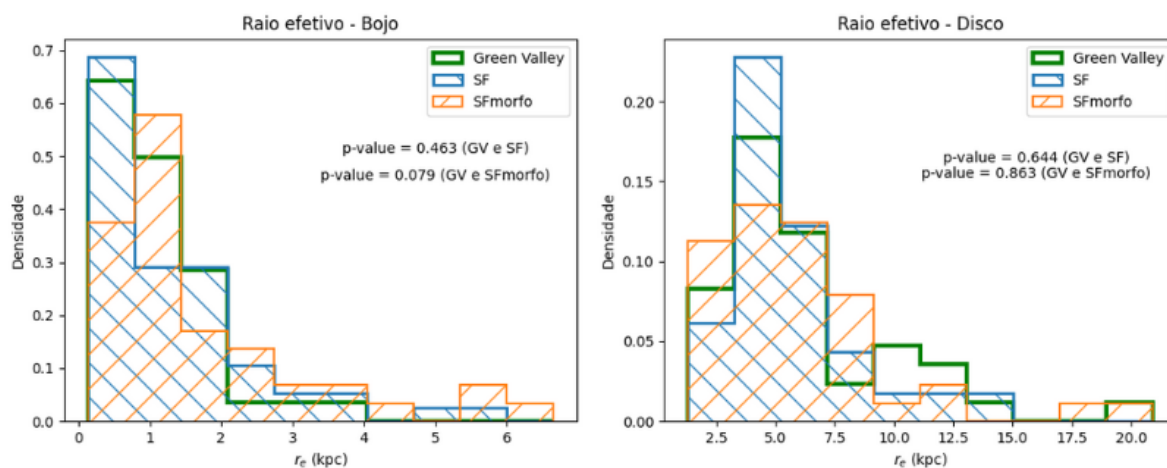 Raio efetivo - Bojo
0.7
0.6
0.5
0.4
0.3
0.2
0.1
0.0
Densidade
Green Valley
SF
SFmorfo
p-value = 0.463 (GV e SF)
p-value = 0.079 (GV e SFmorfo)
0 1 2 3 4 5 6
re (kpc)
Raio efetivo - Disco
0.20
0.15
0.10
0.05
0.00
Densidade
Green Valley
SF
SFmorfo
p-value = 0.644 (GV e SF)
p-value = 0.863 (GV e SFmorfo)
2.5 5.0 7.5 10.0 12.5 15.0 17.5 20.0
re (kpc)